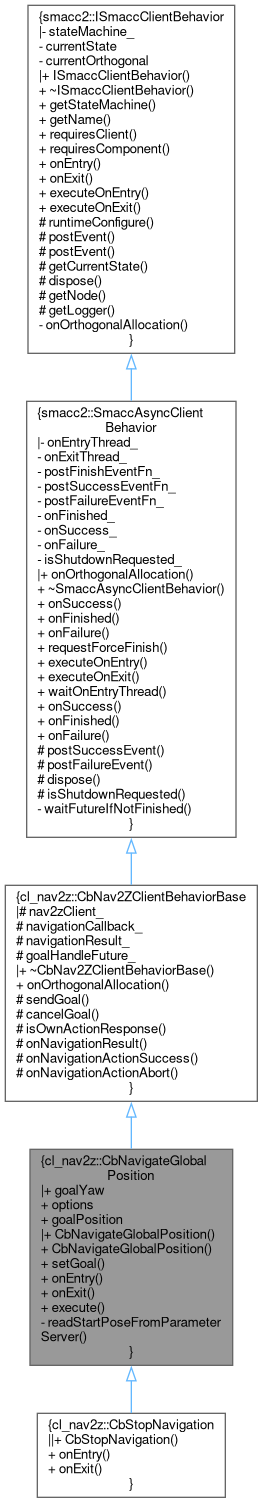 {smacc2::ISmaccClientBehavior
|- stateMachine_
- currentState
- currentOrthogonal
|+ ISmaccClientBehavior()
+ ~ISmaccClientBehavior()
+ getStateMachine()
+ getName()
+ requiresClient()
+ requiresComponent()
+ onEntry()
+ onExit()
+ executeOnEntry()
+ executeOnExit()
# runtimeConfigure()
# postEvent()
# postEvent()
# getCurrentState()
# dispose()
# getNode()
# getLogger()
- onOrthogonalAllocation()
}
{smacc2::SmaccAsyncClient
Behavior
|- onEntryThread_
- onExitThread_
- postFinishEventFn_
- postSuccessEventFn_
- postFailureEventFn_
- onFinished_
- onSuccess_
- onFailure_
- isShutdownRequested_
|+ onOrthogonalAllocation()
+ ~SmaccAsyncClientBehavior()
+ onSuccess()
+ onFinished()
+ onFailure()
+ requestForceFinish()
+ executeOnEntry()
+ executeOnExit()
+ waitOnEntryThread()
+ onSuccess()
+ onFinished()
+ onFailure()
# postSuccessEvent()
# postFailureEvent()
# dispose()
# isShutdownRequested()
- waitFutureIfNotFinished()
}
{cl_nav2z::CbNav2ZClientBehaviorBase
|# nav2zClient_
# navigationCallback_
# navigationResult_
# goalHandleFuture_
|+ ~CbNav2ZClientBehaviorBase()
+ onOrthogonalAllocation()
# sendGoal()
# cancelGoal()
# isOwnActionResponse()
# onNavigationResult()
# onNavigationActionSuccess()
# onNavigationActionAbort()
}
{cl_nav2z::CbNavigateGlobal
Position
|+ goalYaw
+ options
+ goalPosition
|+ CbNavigateGlobalPosition()
+ CbNavigateGlobalPosition()
+ setGoal()
+ onEntry()
+ onExit()
+ execute()
- readStartPoseFromParameter
Server()
}
{cl_nav2z::CbStopNavigation
||+ CbStopNavigation()
+ onEntry()
+ onExit()
}